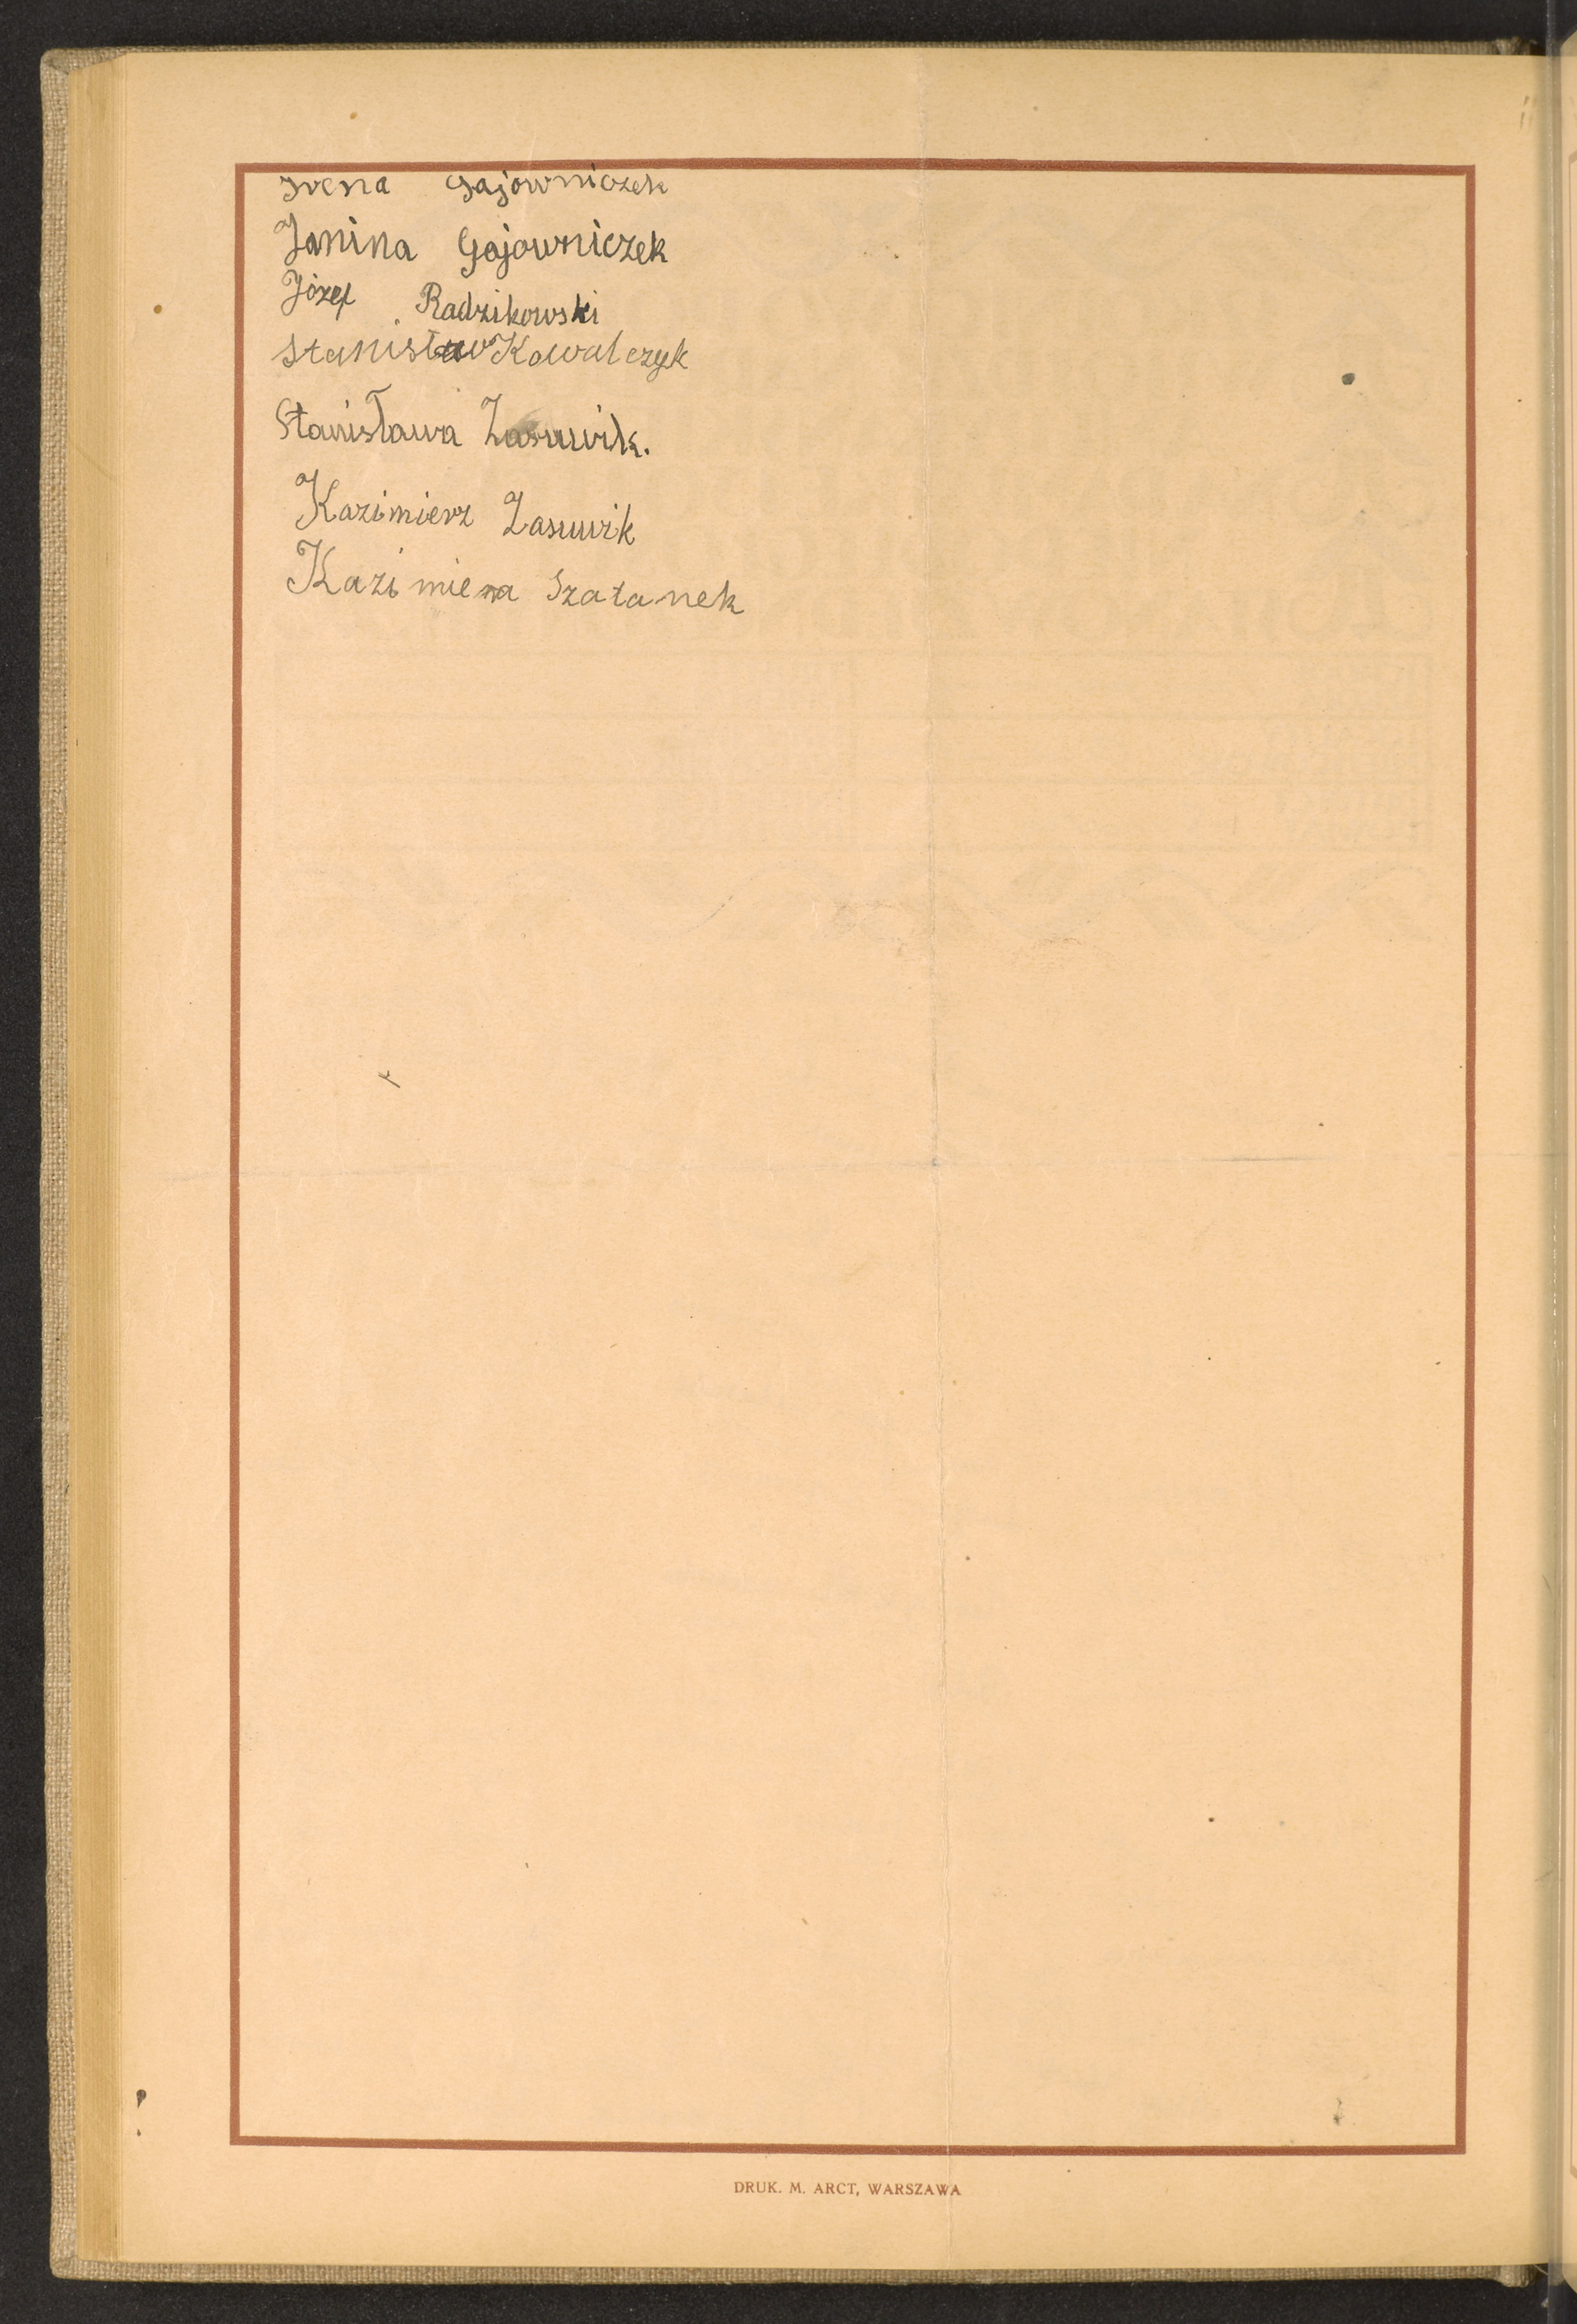 Irena Gajowniczek
Janina Gajowniczek
Józef Radzikowski
Stanisław Kowalczyk
Stanisława Zasuwik.
Kazimierz Zasuwik
Kazimiera Szatanek
DRUK. M. ARCT, WARSZAWA